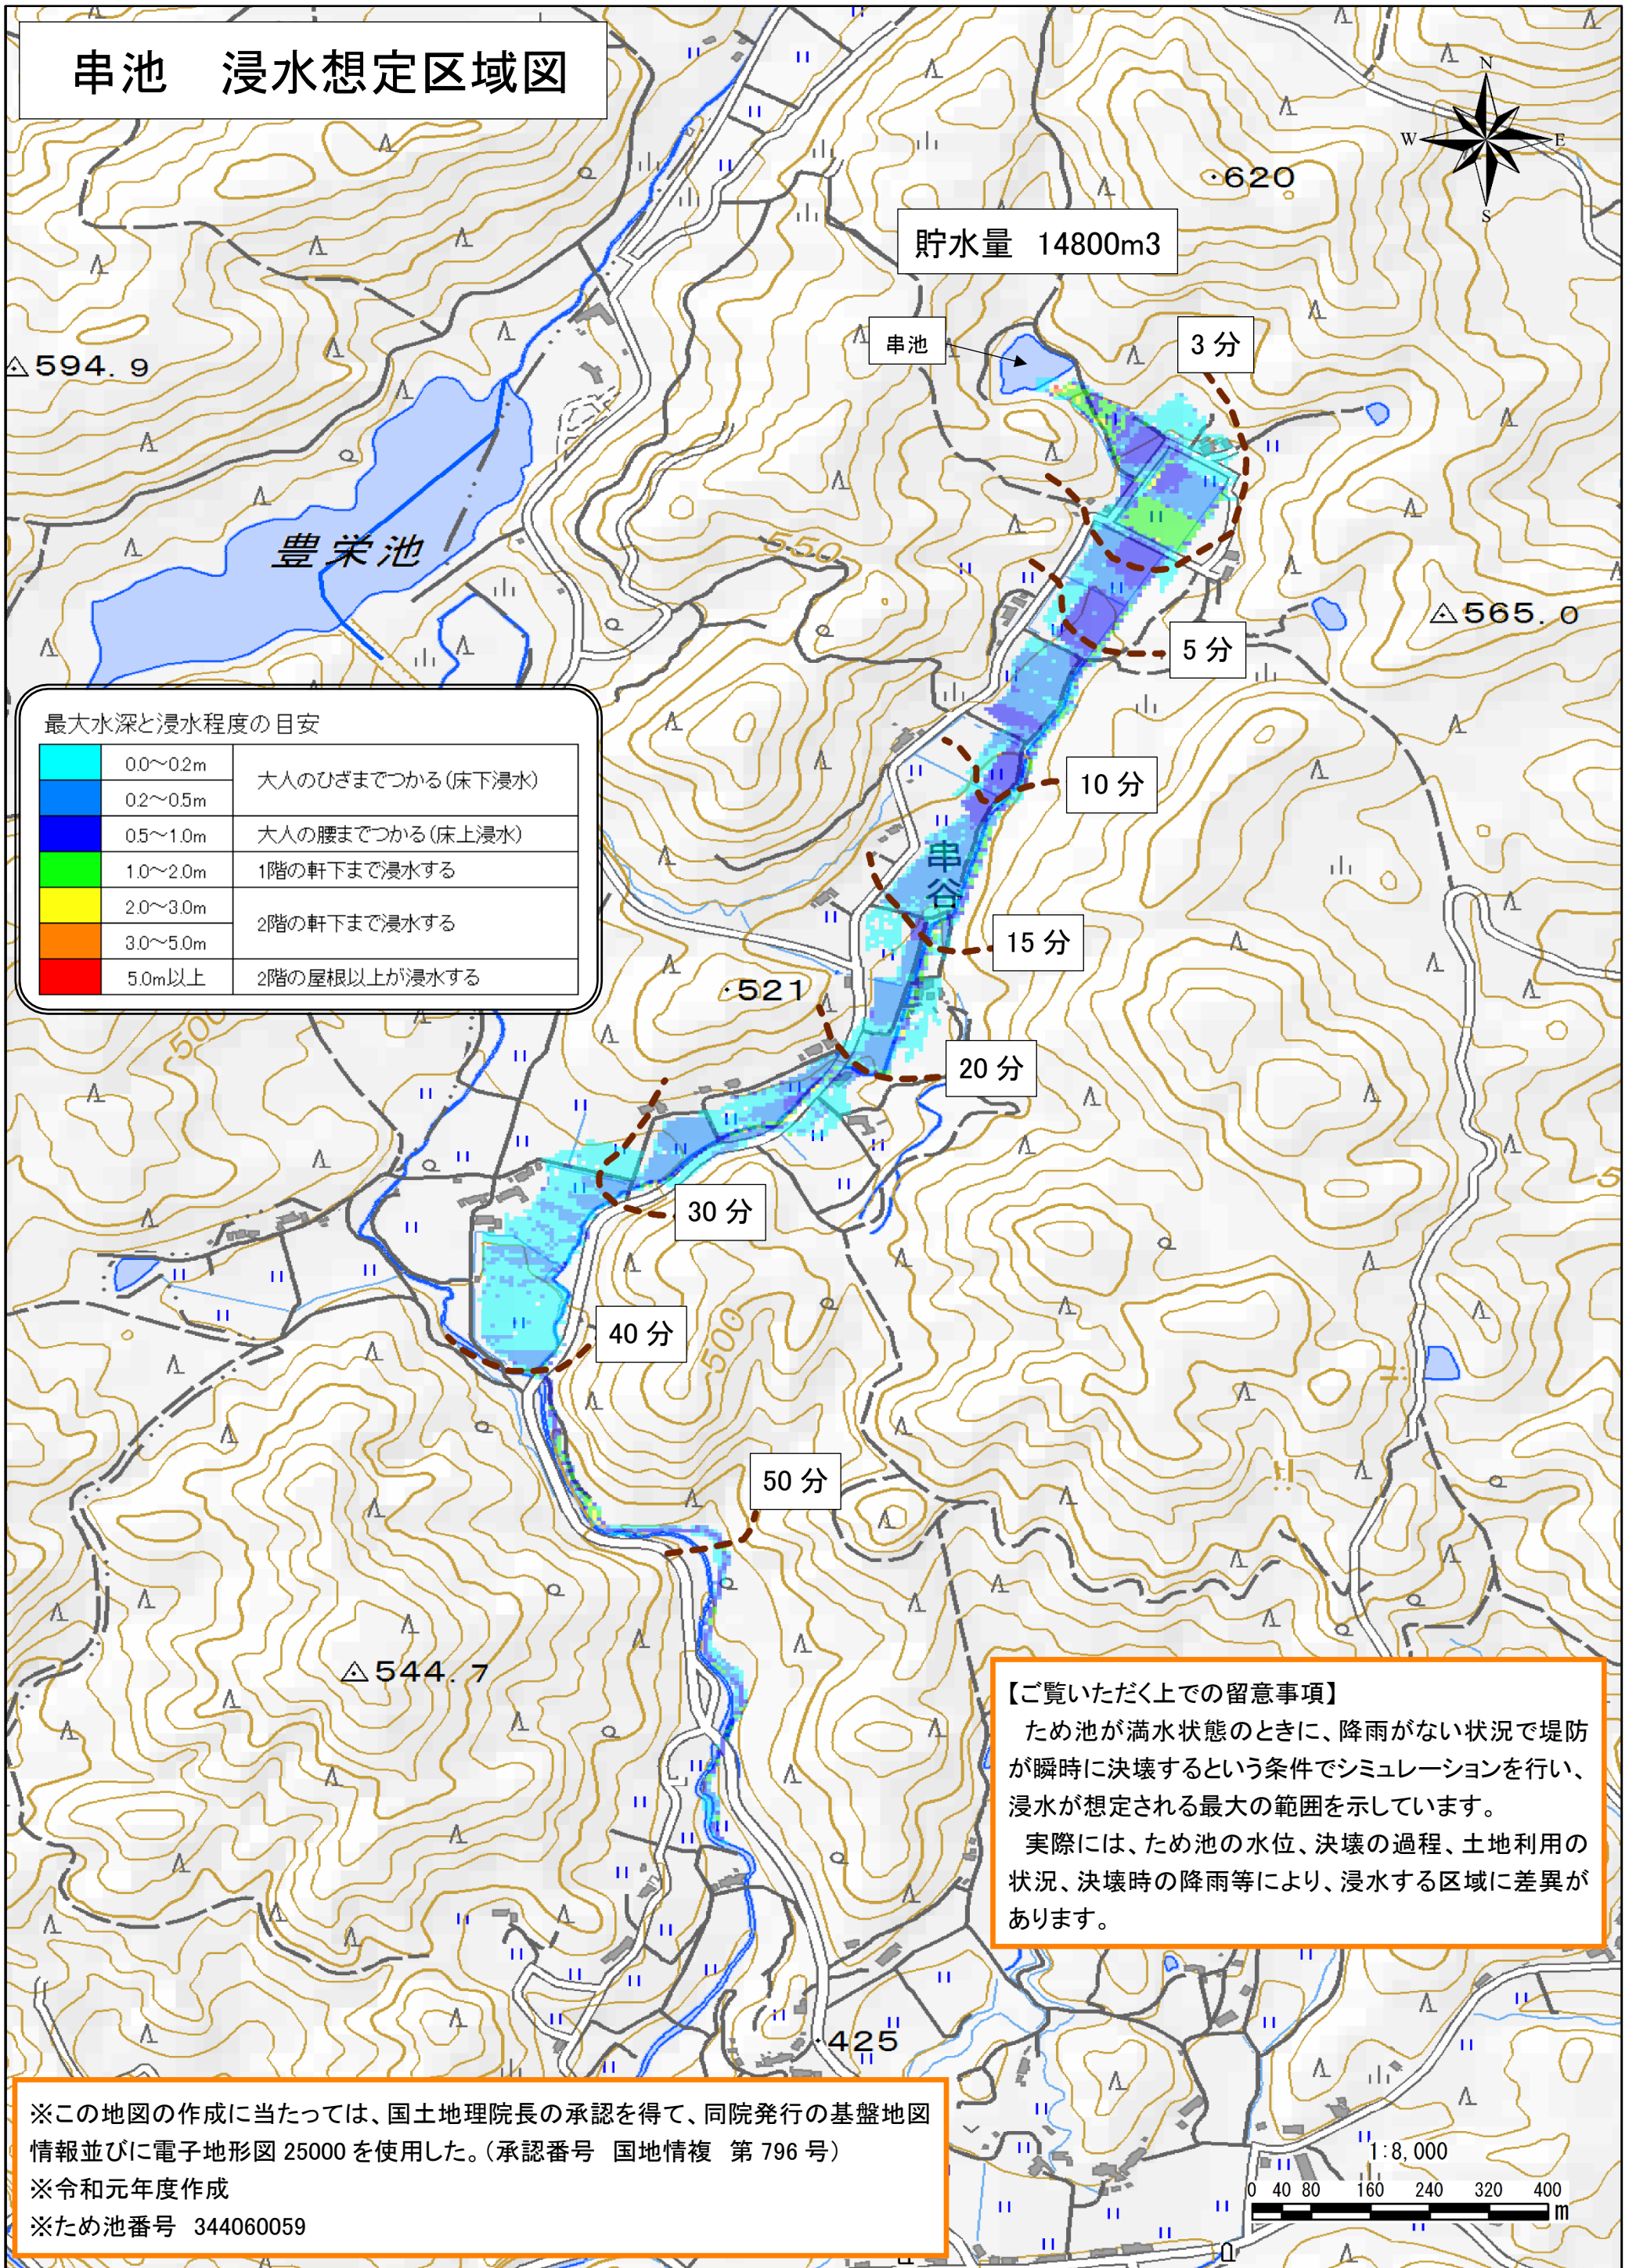 串池　浸水想定区域図
N
W
E
S
・620
貯水量　14800m3
串池
3分
594.9
豊栄池
550
565.0
5分
最大水深と浸水程度の目安
0.0～0.2m
大人のひざまでつかる(床下浸水)
0.2～0.5m
0.5～1.0m
大人の腰までつかる(床上浸水)
1.0～2.0m
1階の軒下まで浸水する
2.0～3.0m
2階の軒下まで浸水する
3.0～5.0m
5.0m以上
2階の屋根以上が浸水する
10分
串谷
15分
・521
500
20分
30分
40分
500
50分
544.7
【ご覧いただく上での留意事項】
ため池が満水状態のときに、降雨がない状況で堤防
が瞬時に決壊するという条件でシミュレーションを行い、
浸水が想定される最大の範囲を示しています。
実際には、ため池の水位、決壊の過程、土地利用の
状況、決壊時の降雨等により、浸水する区域に差異が
あります。
・425
※この地図の作成に当たっては、国土地理院長の承認を得て、同院発行の基盤地図
情報並びに電子地形図25000を使用した。（承認番号　国地情複　第796号）
※令和元年度作成
※ため池番号　344060059
1:8,000
0 40 80 160 240 320 400
m